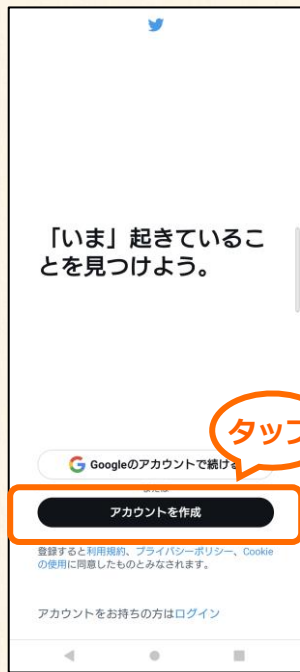 「いま」起きているこ
とを見つけよう。
タップ
Googleのアカウントで続ける
または
アカウントを作成
登録すると利用規約、プライバシーポリシー、Cookie
の使用に同意したものとみなされます。
アカウントをお持ちの方はログイン